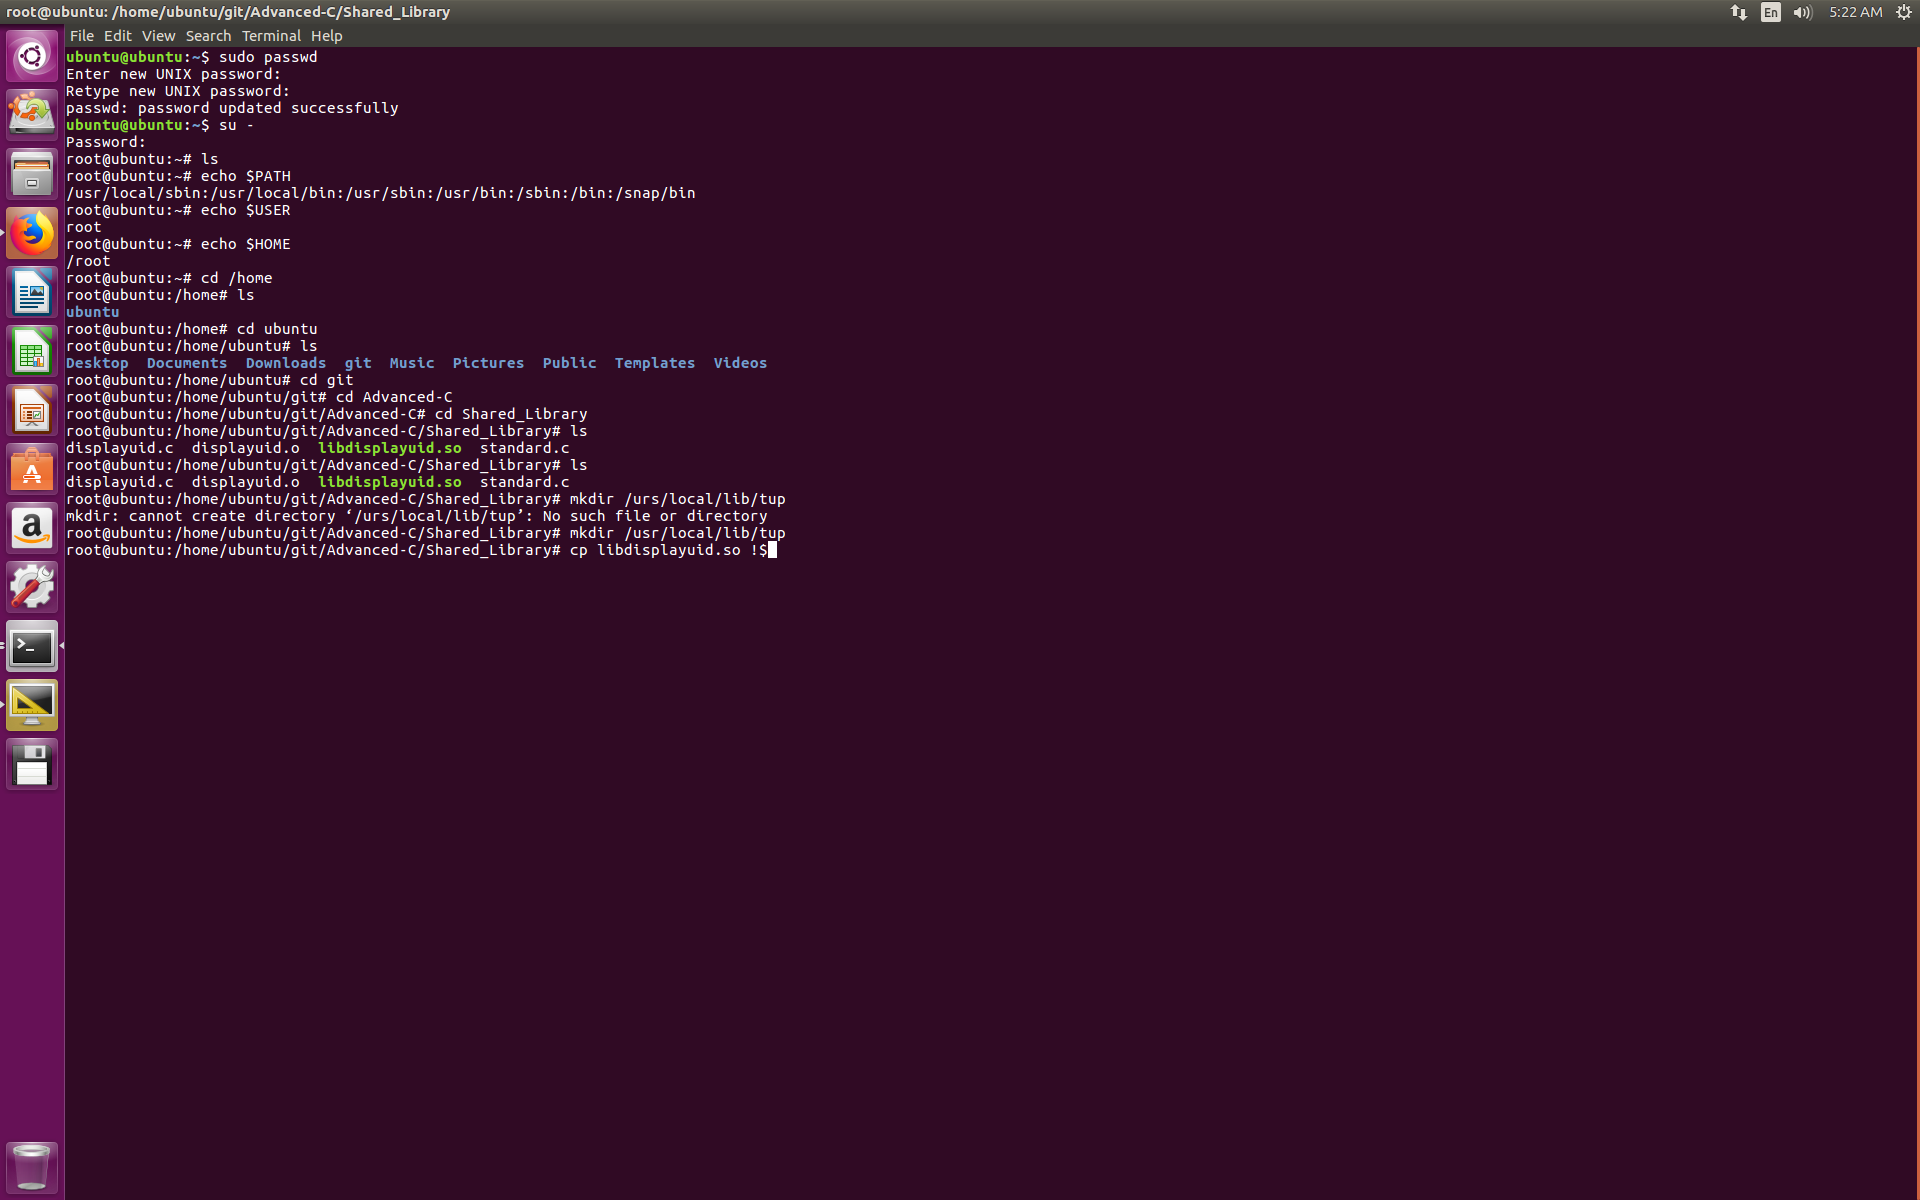 root@ubuntu: /home/ubuntu/git/Advanced-C/Shared_Library
En
5:22 AM
File Edit View Search Terminal Help
ubuntu@ubuntu:~$ sudo passwd
Enter new UNIX password:
Retype new UNIX password:
passwd: password updated successfully
ubuntu@ubuntu:~$ su -
Password:
root@ubuntu:~# ls
root@ubuntu:~# echo $PATH
/usr/local/sbin:/usr/local/bin:/usr/sbin:/usr/bin:/sbin:/bin:/snap/bin
root@ubuntu:~# echo $USER
root
root@ubuntu:~# echo $HOME
/root
root@ubuntu:~# cd /home
root@ubuntu:/home# ls
ubuntu
root@ubuntu:/home# cd ubuntu
root@ubuntu:/home/ubuntu# ls
Desktop  Documents  Downloads  git  Music  Pictures  Public  Templates  Videos
root@ubuntu:/home/ubuntu# cd git
root@ubuntu:/home/ubuntu/git# cd Advanced-C
root@ubuntu:/home/ubuntu/git/Advanced-C# cd Shared_Library
root@ubuntu:/home/ubuntu/git/Advanced-C/Shared_Library# ls
displayuid.c  displayuid.o  libdisplayuid.so  standard.c
root@ubuntu:/home/ubuntu/git/Advanced-C/Shared_Library# ls
displayuid.c  displayuid.o  libdisplayuid.so  standard.c
root@ubuntu:/home/ubuntu/git/Advanced-C/Shared_Library# mkdir /urs/local/lib/tup
mkdir: cannot create directory ‘/urs/local/lib/tup’: No such file or directory
root@ubuntu:/home/ubuntu/git/Advanced-C/Shared_Library# mkdir /usr/local/lib/tup
root@ubuntu:/home/ubuntu/git/Advanced-C/Shared_Library# cp libdisplayuid.so !$